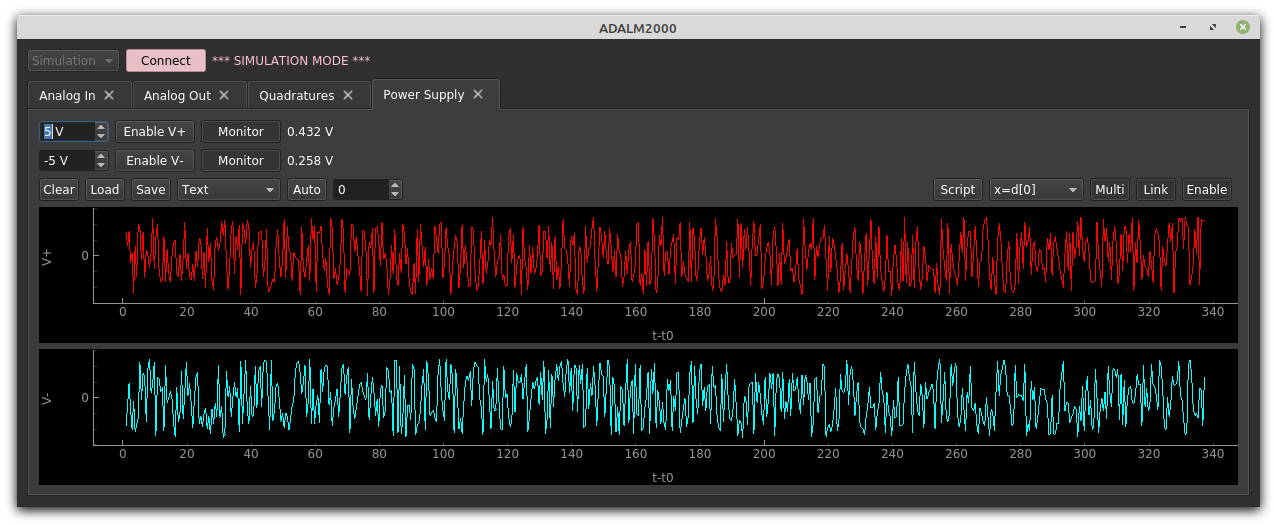 ADALM2000
Simulation Connect *** SIMULATION MODE ***
Analog In Analog Out Quadratures Power Supply
5 V Enable V+ Monitor 0.432 V
-5 V Enable V- Monitor 0.258 V
Clear Load Save Text Auto 0 Script x=d[0] Multi Link Enable
V+
0
0 20 40 60 80 100 120 140 160 180 200 220 240 260 280 300 320 340
t-t0
V-
0
0 20 40 60 80 100 120 140 160 180 200 220 240 260 280 300 320 340
t-t0